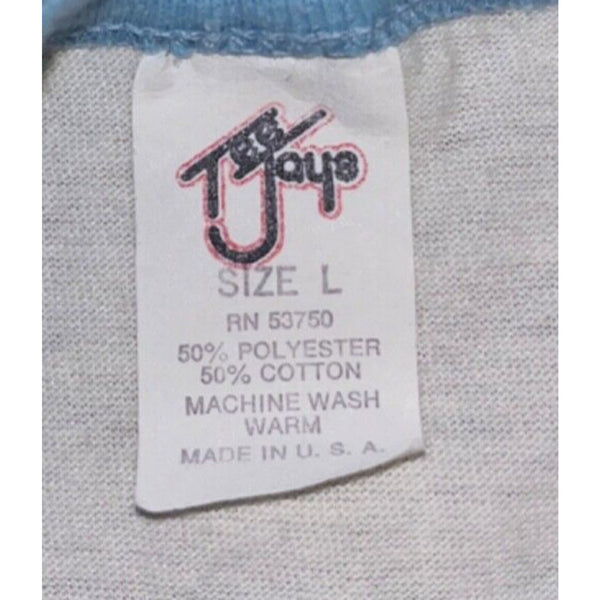 Tee Jays
SIZE L
RN 53750
50% POLYESTER
50% COTTON
MACHINE WASH
WARM
MADE IN U. S. A.